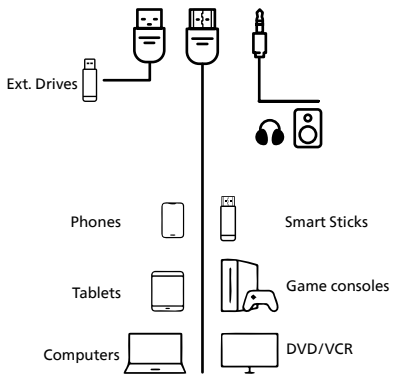 Ext. Drives
Phones
Smart Sticks
Tablets
Game consoles
Computers
DVD/VCR